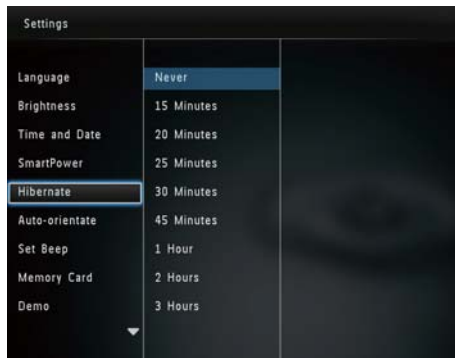 Settings
Language
Brightness
Time and Date
SmartPower
Hibernate
Auto-orientate
Set Beep
Memory Card
Demo
Never
15 Minutes
20 Minutes
25 Minutes
30 Minutes
45 Minutes
1 Hour
2 Hours
3 Hours